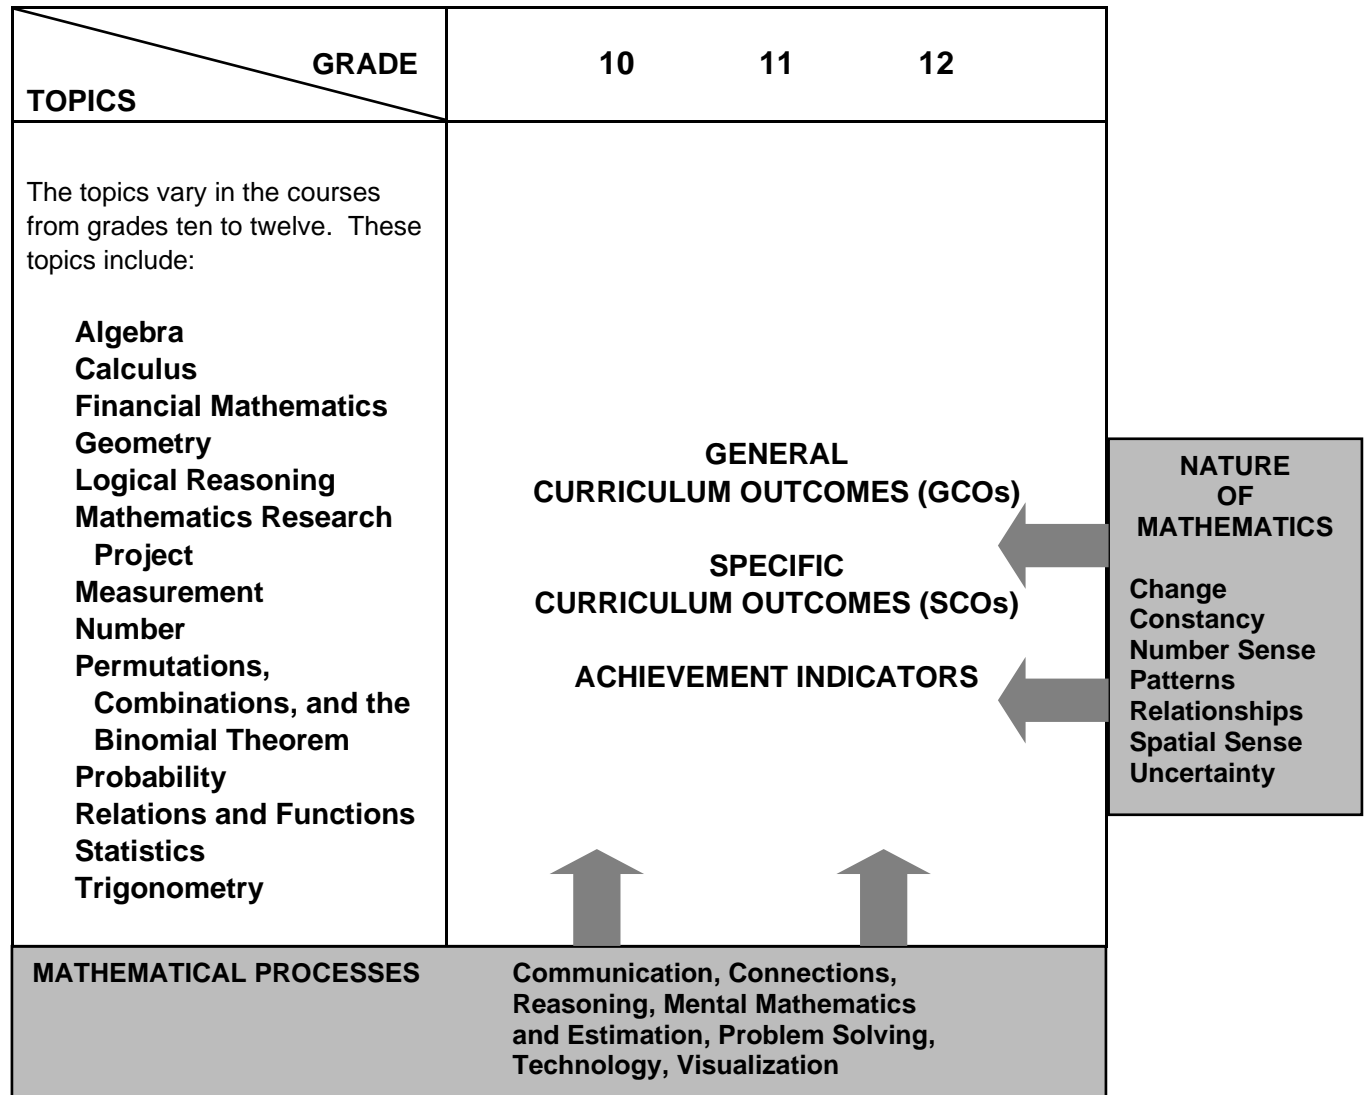 GRADE
TOPICS
10 11 12
The topics vary in the courses
from grades ten to twelve. These
topics include:
Algebra
Calculus
Financial Mathematics
Geometry
Logical Reasoning
Mathematics Research
Project
Measurement
Number
Permutations,
Combinations, and the
Binomial Theorem
Probability
Relations and Functions
Statistics
Trigonometry
GENERAL
CURRICULUM OUTCOMES (GCOs)
SPECIFIC
CURRICULUM OUTCOMES (SCOs)
ACHIEVEMENT INDICATORS
NATURE
OF
MATHEMATICS
Change
Constancy
Number Sense
Patterns
Relationships
Spatial Sense
Uncertainty
MATHEMATICAL PROCESSES
Communication, Connections,
Reasoning, Mental Mathematics
and Estimation, Problem Solving,
Technology, Visualization